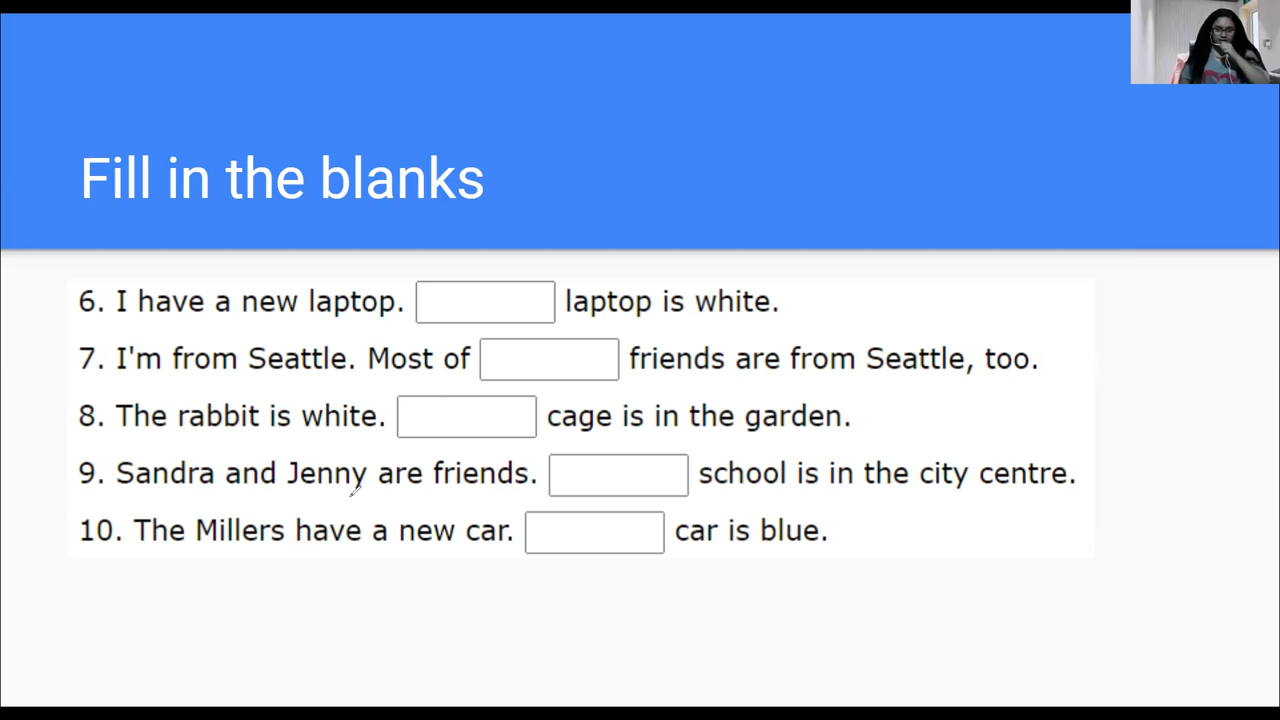 Fill in the blanks
6. I have a new laptop. laptop is white.
7. I'm from Seattle. Most of friends are from Seattle, too.
8. The rabbit is white. cage is in the garden.
9. Sandra and Jenny are friends. school is in the city centre.
10. The Millers have a new car. car is blue.